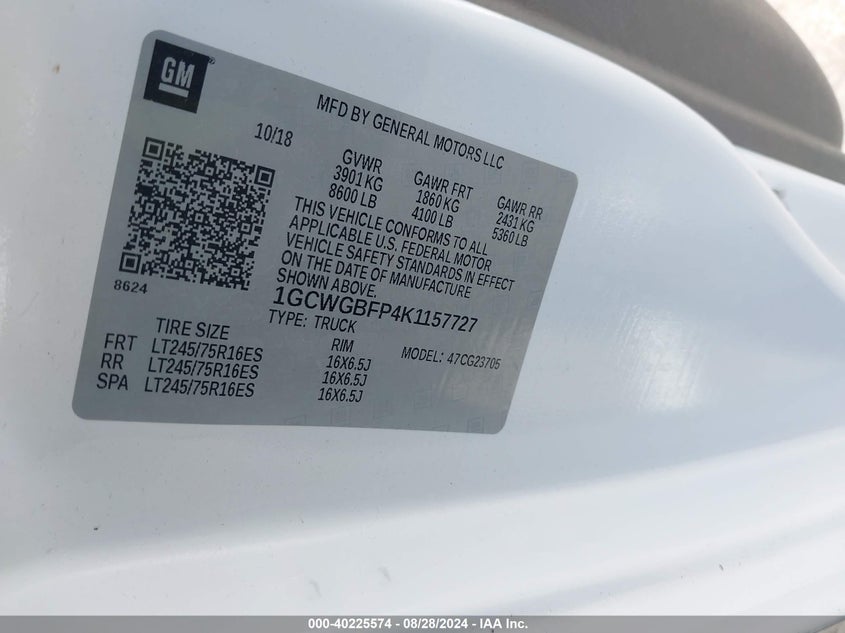 GM
MFD BY GENERAL MOTORS LLC
10/18
GVWR
3901 KG
8600 LB
GAWR FRT
1860 KG
4100 LB
GAWR RR
2431 KG
5360 LB
THIS VEHICLE CONFORMS TO ALL
APPLICABLE U.S. FEDERAL MOTOR
VEHICLE SAFETY STANDARDS IN EFFECT
ON THE DATE OF MANUFACTURE
SHOWN ABOVE.
8624
1GCWGBFP4K1157727
TYPE: TRUCK
MODEL: 47CG23705
TIRE SIZE RIM
FRT LT245/75R16ES 16X6.5J
RR LT245/75R16ES 16X6.5J
SPA LT245/75R16ES 16X6.5J
000-40225574 - 08/28/2024 - IAA Inc.